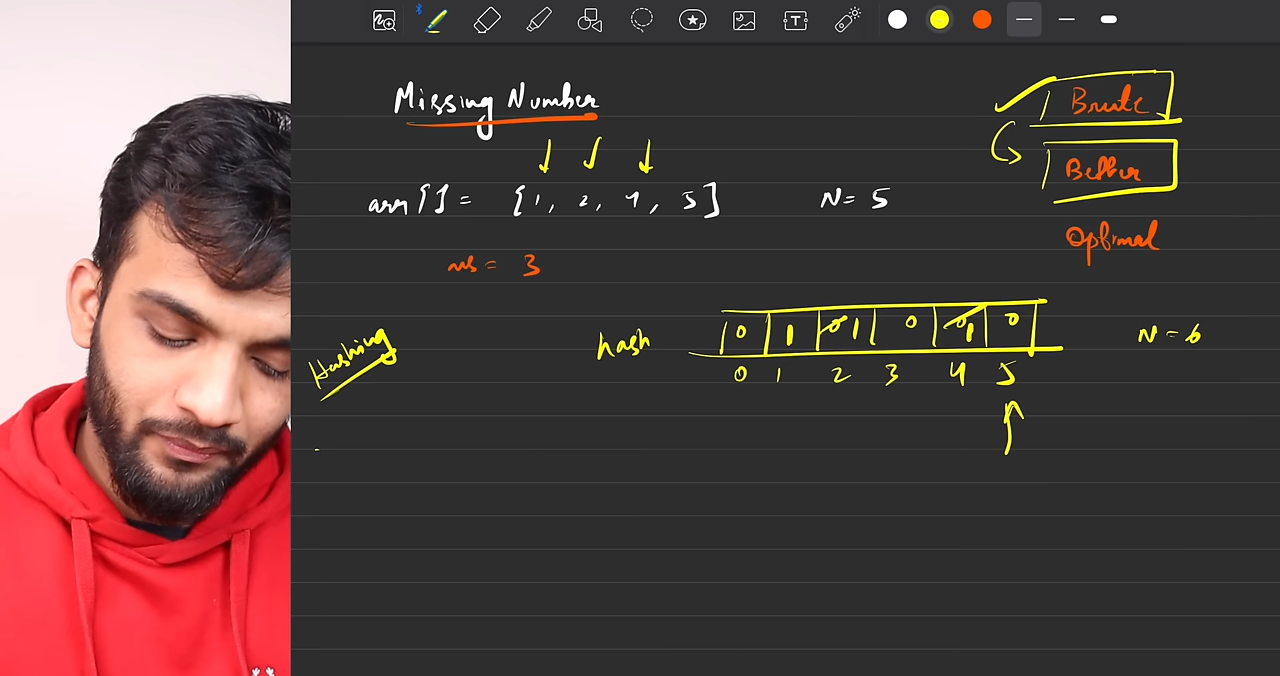 Missing Number
Brute
Better
arr[] = {1, 2, 4, 5} N = 5
Optimal
= 3
Hashing
hash 0 1 0 1 0 0 1 0 N = 6
0 1 2 3 4 5